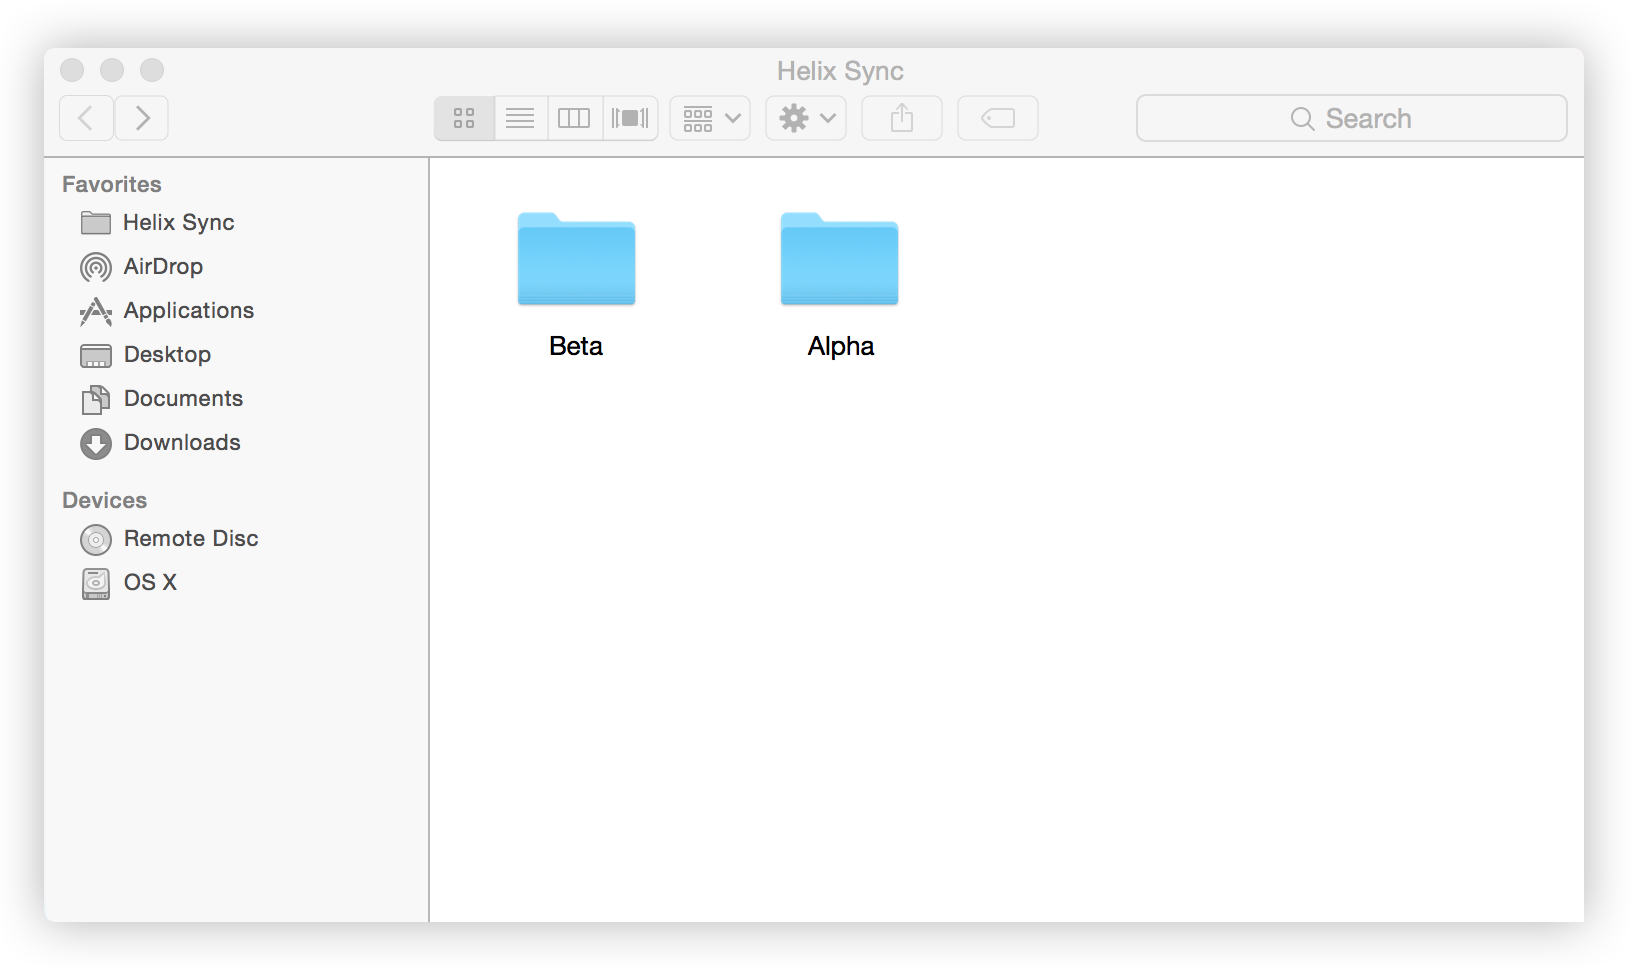 Helix Sync
Search
Favorites
Helix Sync
AirDrop
Applications
Desktop
Documents
Downloads
Devices
Remote Disc
OS X
Beta
Alpha